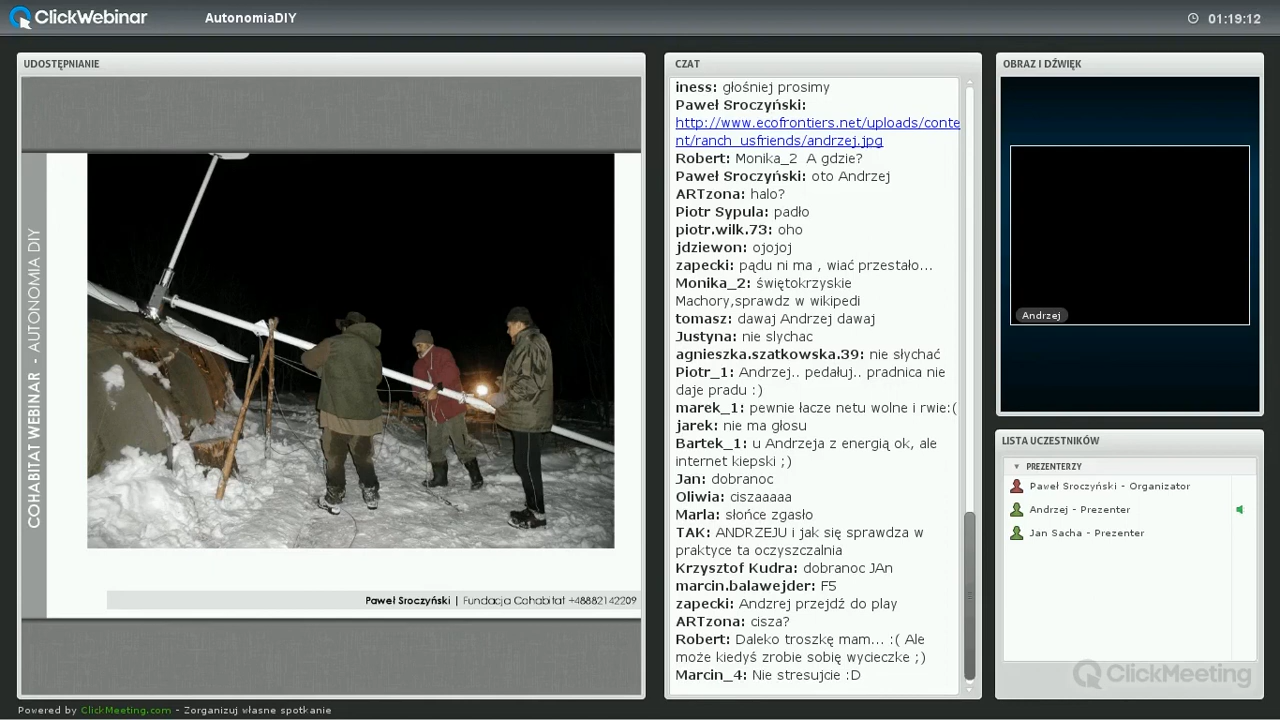 ClickWebinar
AutonomiaDIY
01:19:12
UDOSTĘPNIANIE
COHABITAT WEBINAR - AUTONOMIA DIY
Paweł Sroczyński | Fundacja Cohabitat +48882142209
CZAT
iness: głośniej prosimy
Paweł Sroczyński:
http://www.ecofrontiers.net/uploads/conte
nt/ranch_usfriends/andrzej.jpg
Robert: Monika_2 A gdzie?
Paweł Sroczyński: oto Andrzej
ARTzona: halo?
Piotr Sypula: padło
piotr.wilk.73: oho
jdziewon: ojojoj
zapecki: pądu ni ma , wiać przestało...
Monika_2: świętokrzyskie
Machory,sprawdz w wikipedi
tomasz: dawaj Andrzej dawaj
Justyna: nie slychac
agnieszka.szatkowska.39: nie słychać
Piotr_1: Andrzej.. pedałuj.. pradnica nie
daje pradu :)
marek_1: pewnie łacze netu wolne i rwie:(
jarek: nie ma głosu
Bartek_1: u Andrzeja z energią ok, ale
internet kiepski ;)
Jan: dobranoc
Oliwia: ciszaaaaa
Marla: słońce zgasło
TAK: ANDRZEJU i jak się sprawdza w
praktyce ta oczyszczalnia
Krzysztof Kudra: dobranoc JAn
marcin.balawejder: F5
zapecki: Andzrej przejdź do play
ARTzona: cisza?
Robert: Daleko troszkę mam... :( Ale
może kiedyś zrobie sobię wycieczke ;)
Marcin_4: Nie stresujcie :D
OBRAZ I DŹWIĘK
Andrzej
LISTA UCZESTNIKÓW
PREZENTERZY
Paweł Sroczyński - Organizator
Andrzej - Prezenter
Jan Sacha - Prezenter
ClickMeeting
Powered by ClickMeeting.com - Zorganizuj własne spotkanie